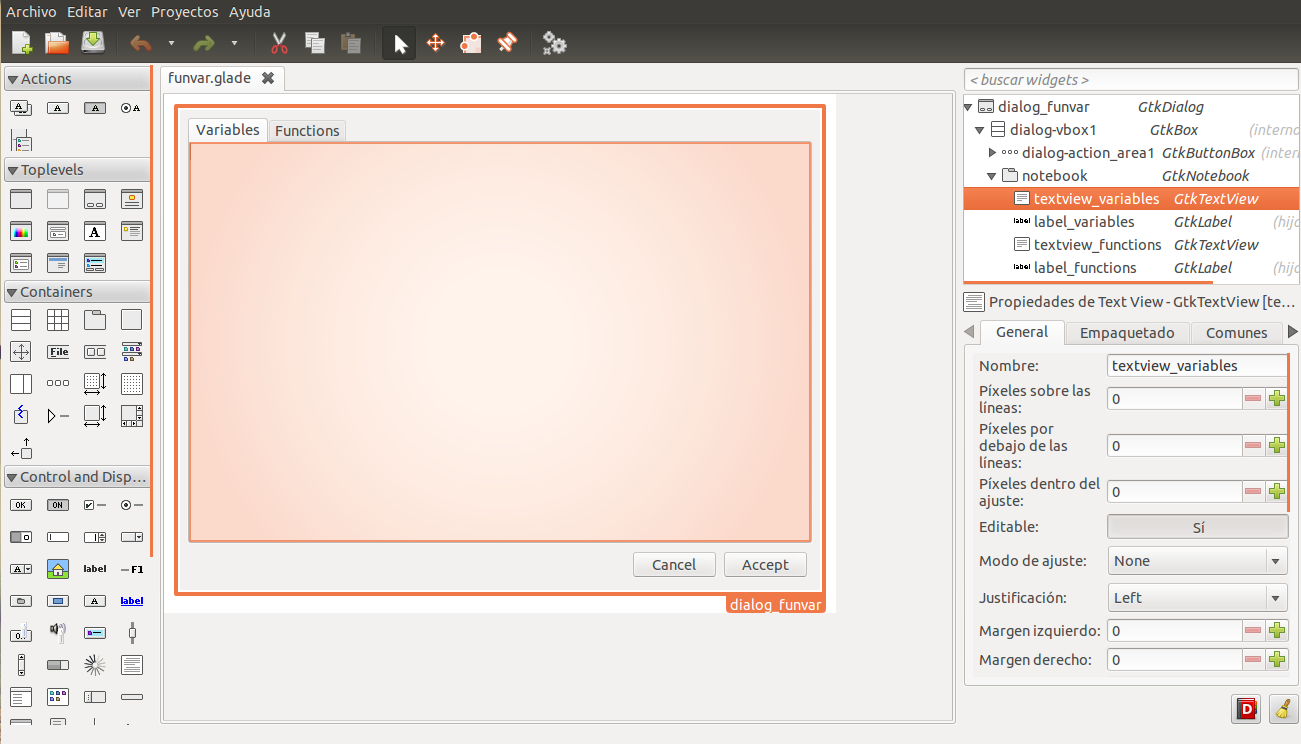 Archivo Editar Ver Proyectos Ayuda
Actions
Toplevels
Containers
File
Control and Disp...
OK
ON
label
F1
label
funvar.glade
Variables
Functions
Cancel
Accept
dialog_funvar
< buscar widgets >
dialog_funvar GtkDialog
dialog-vbox1 GtkBox (interno
dialog-action_area1 GtkButtonBox (intern
notebook GtkNotebook
textview_variables GtkTextView
label label_variables GtkLabel (hijo
textview_functions GtkTextView
label label_functions GtkLabel (hijo
Propiedades de Text View - GtkTextView [te...
General Empaquetado Comunes
Nombre: textview_variables
Píxeles sobre las
líneas: 0
Píxeles por
debajo de las
líneas: 0
Píxeles dentro del
ajuste: 0
Editable: Sí
Modo de ajuste: None
Justificación: Left
Margen izquierdo: 0
Margen derecho: 0
D